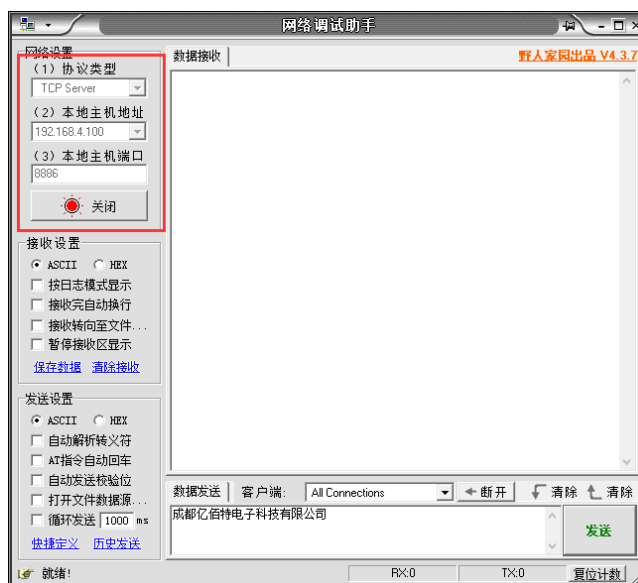 网络调试助手
网络设置
(1) 协议类型
TCP Server
(2) 本地主机地址
192.168.4.100
(3) 本地主机端口
8886
关闭
接收设置
ASCII HEX
按日志模式显示
接收完自动换行
接收转向至文件...
暂停接收区显示
保存数据 清除接收
发送设置
ASCII HEX
自动解析转义符
AT指令自动回车
自动发送校验位
打开文件数据源...
循环发送 1000 ms
快捷定义 历史发送
数据接收 野人家园出品 V4.3.7
数据发送 客户端: All Connections 断开 清除 清除
成都亿佰特电子科技有限公司
发送
就绪! RX:0 TX:0 复位计数